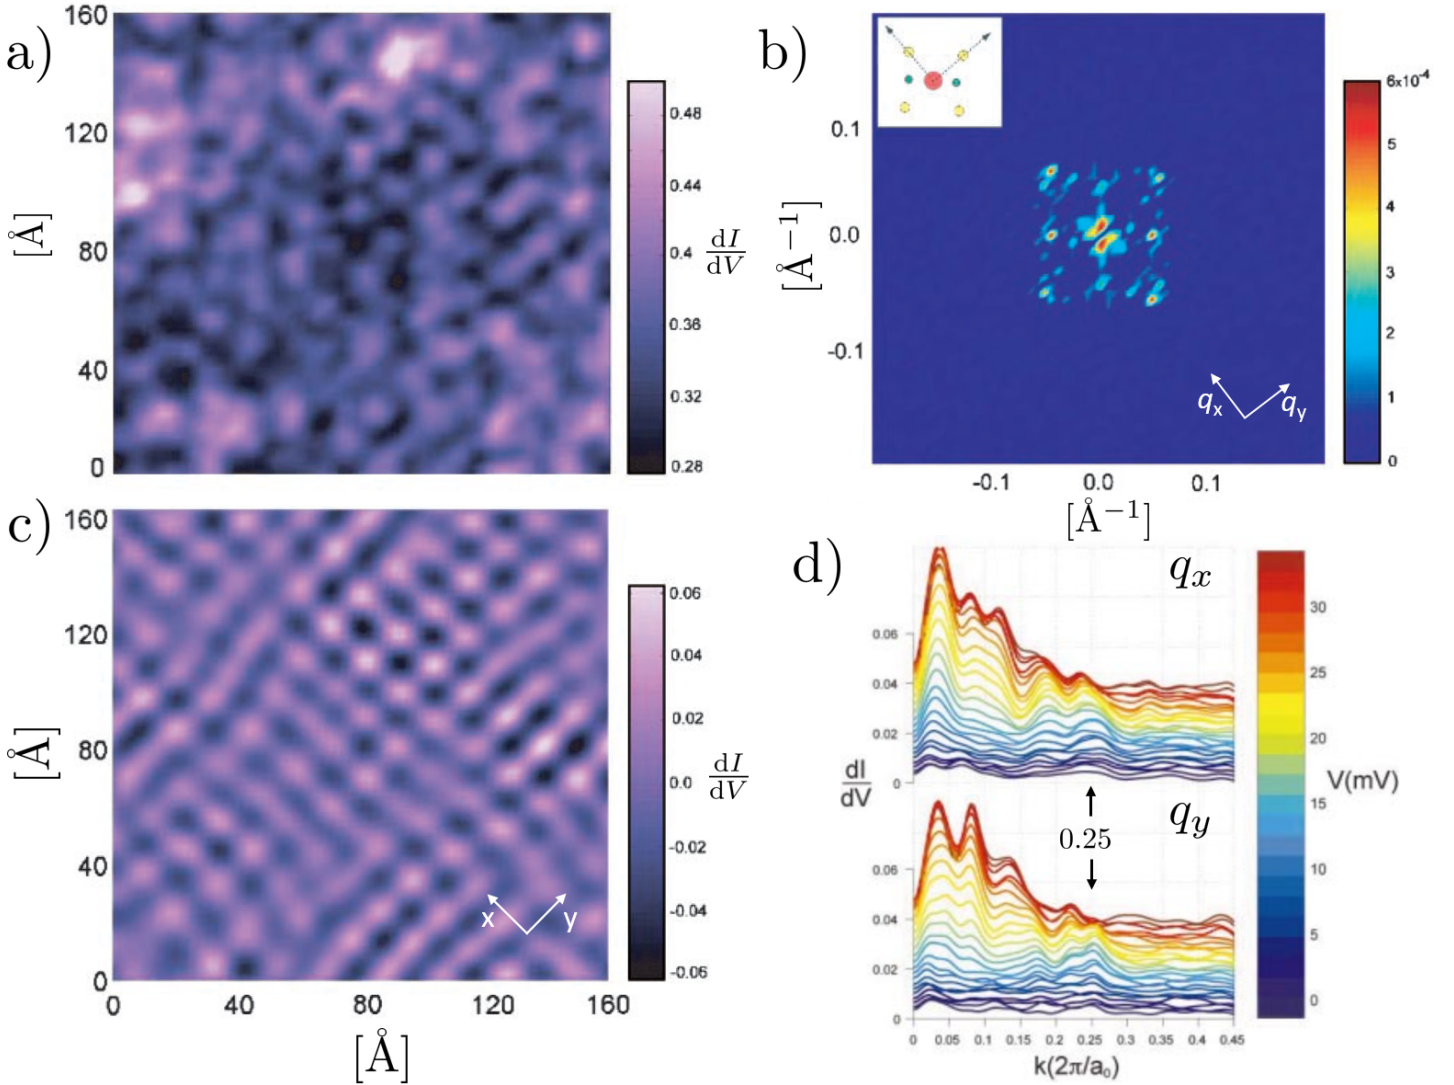 a)
160
120
80
40
0
[Å]
0.48
0.44
0.4
0.36
0.32
0.28
dI
dV
b)
0.1
0.0
-0.1
[Å⁻¹]
-0.1 0.0 0.1
[Å⁻¹]
qx
qy
6x10⁻⁴
5
4
3
2
1
0
c)
160
120
80
40
0
[Å]
0 40 80 120 160
[Å]
x y
0.06
0.04
0.02
0.0
-0.02
-0.04
-0.06
dI
dV
d)
qx
0.06
0.04
0.02
0
dI
dV
0.25
qy
0.06
0.04
0.02
0
0 0.05 0.1 0.15 0.2 0.25 0.3 0.35 0.4 0.45
k(2π/a₀)
30
25
20
15
10
5
0
V(mV)